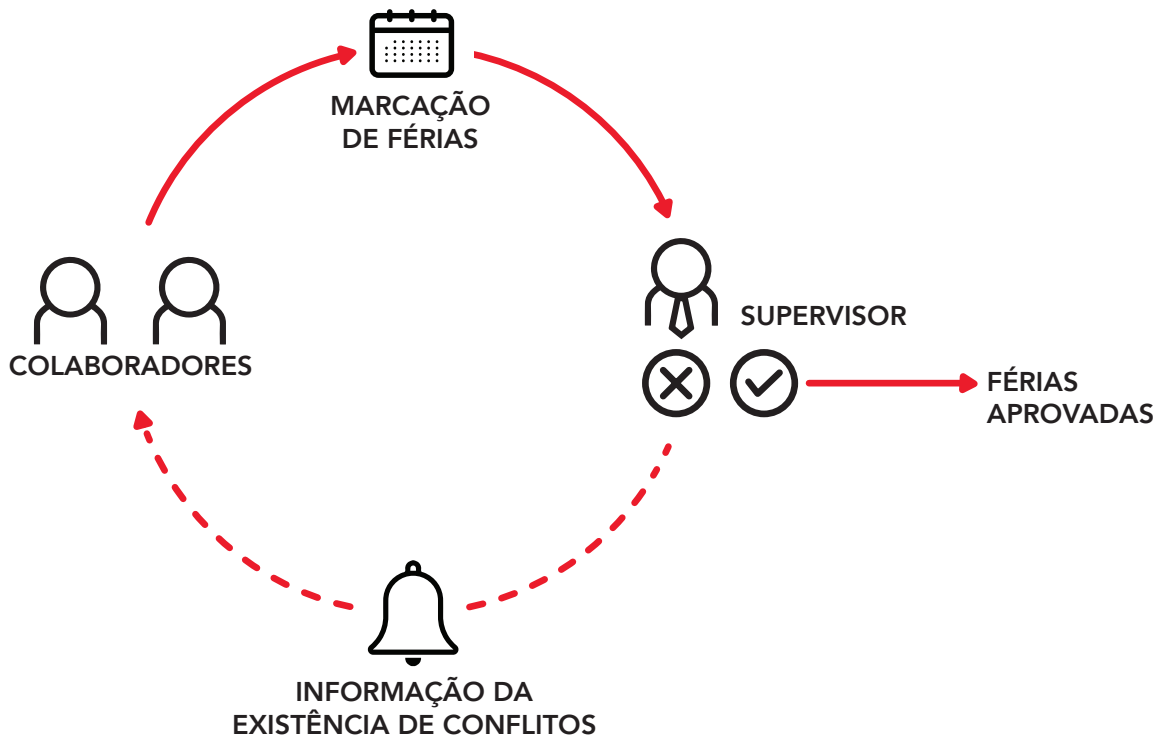 MARCAÇÃO
DE FÉRIAS
SUPERVISOR
COLABORADORES
FÉRIAS
APROVADAS
INFORMAÇÃO DA
EXISTÊNCIA DE CONFLITOS